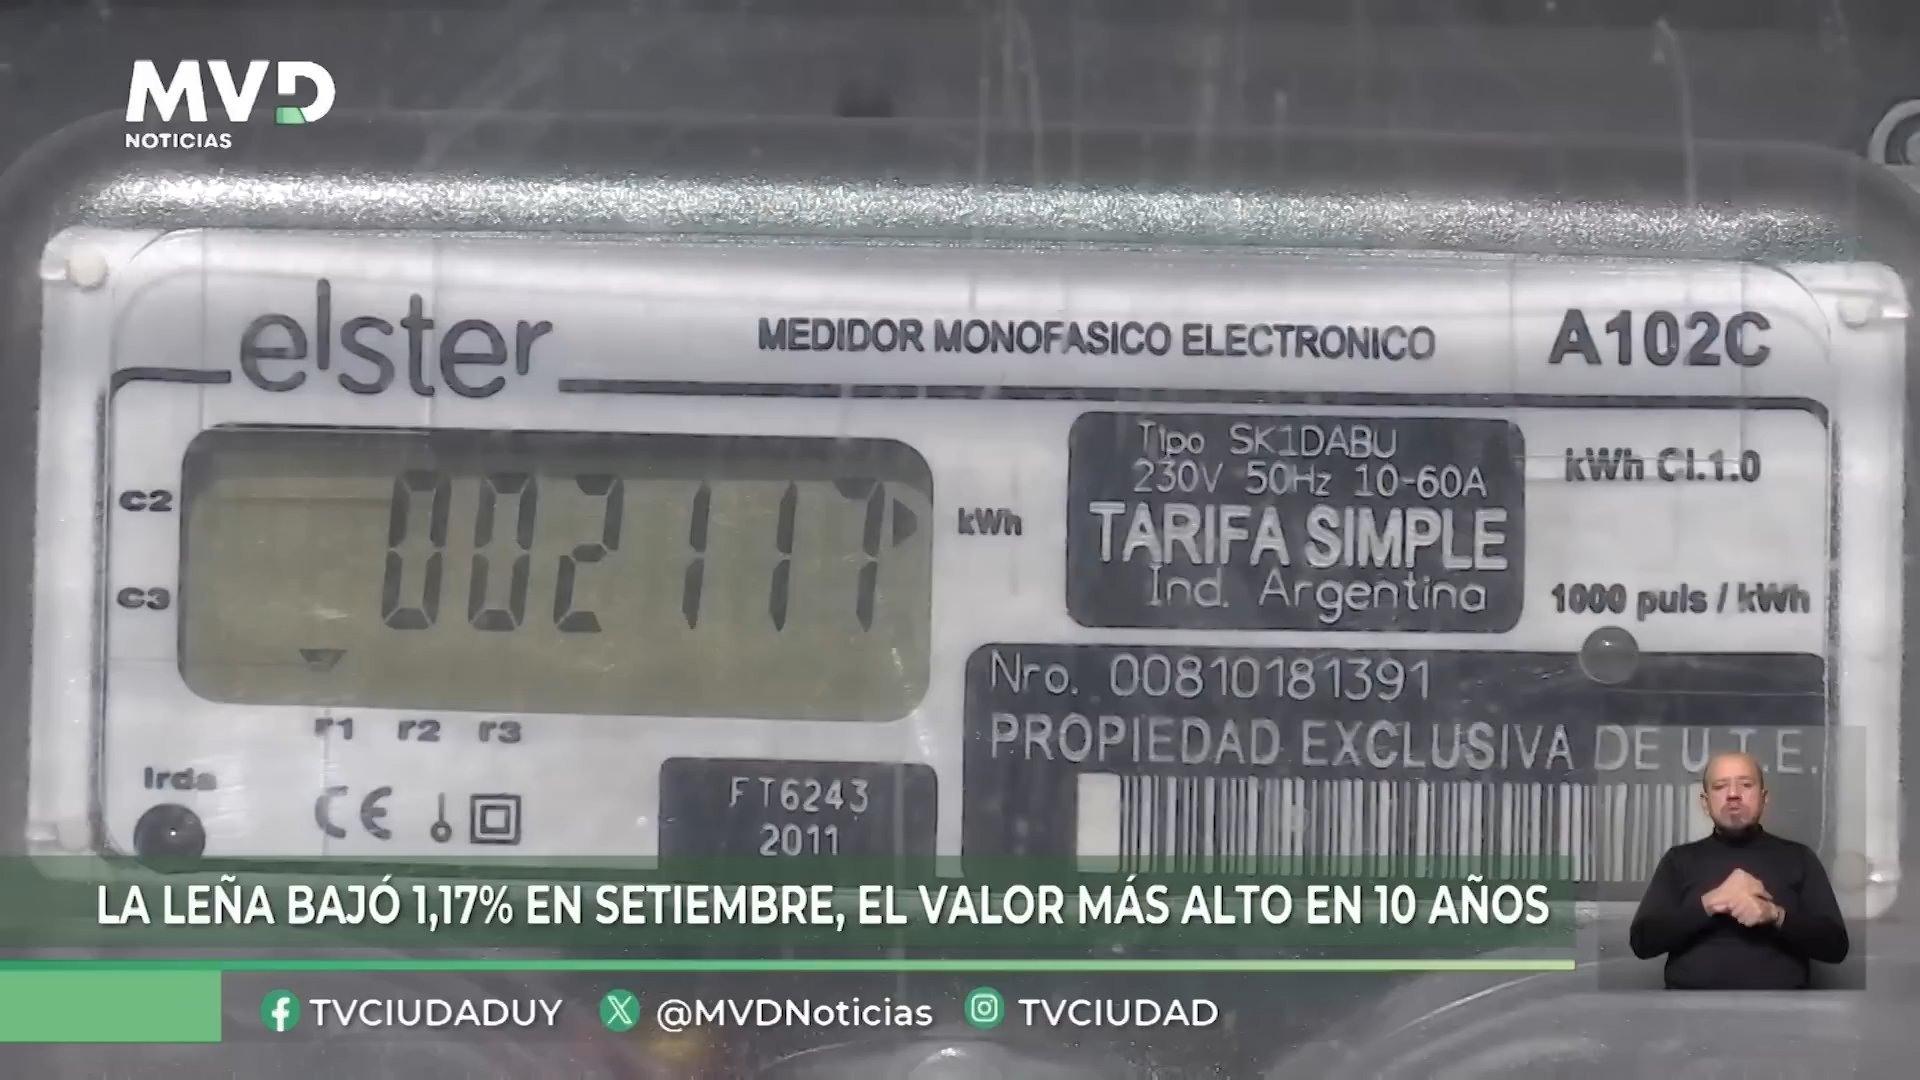 MVD
NOTICIAS
elster
MEDIDOR MONOFASICO ELECTRONICO
A102C
C2
C3
002117
kWh
Tipo SK1DABU
230V 50Hz 10-60A
TARIFA SIMPLE
Ind. Argentina
kWh Cl.1.0
1000 puls / kWh
Nro. 00810181391
PROPIEDAD EXCLUSIVA DE U.T.E.
r1 r2 r3
Irda
CE
FT6243
2011
LA LEÑA BAJÓ 1,17% EN SETIEMBRE, EL VALOR MÁS ALTO EN 10 AÑOS
TVCIUDADUY
@MVDNoticias
TVCIUDAD